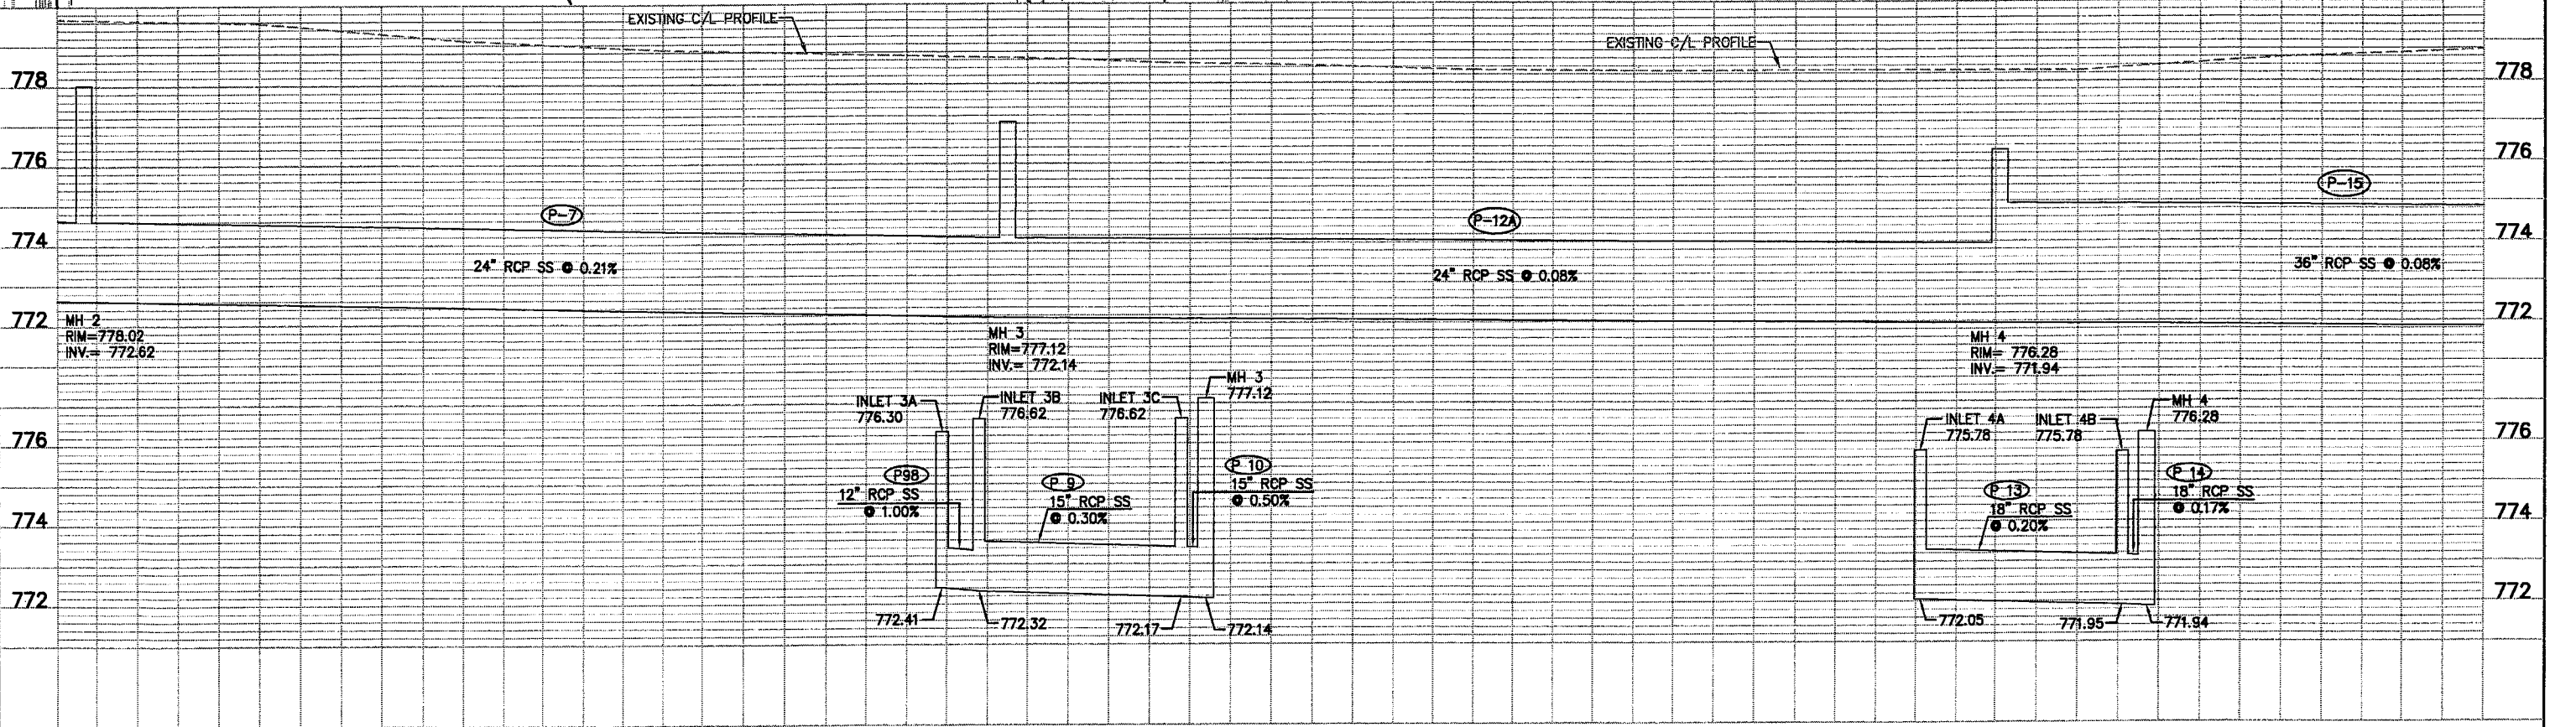 EXISTING C/L PROFILE
EXISTING C/L PROFILE
778
778
776
776
P-15
P-7
P-12A
774
774
24" RCP SS @ 0.21%
24" RCP SS @ 0.08%
36" RCP SS @ 0.08%
772
772
MH 2
RIM=778.02
INV.= 772.62
MH 3
RIM=777.12
INV.= 772.14
MH 4
RIM= 776.28
INV.= 771.94
INLET 3A
776.30
INLET 3B
776.62
INLET 3C
776.62
MH 3
777.12
INLET 4A
775.78
INLET 4B
775.78
MH 4
776.28
776
776
P98
12" RCP SS
@ 1.00%
P 9
15" RCP SS
@ 0.30%
P 10
15" RCP SS
@ 0.50%
P 13
18" RCP SS
@ 0.20%
P 14
18" RCP SS
@ 0.17%
774
774
772
772
772.41
772.32
772.17
772.14
772.05
771.95
771.94